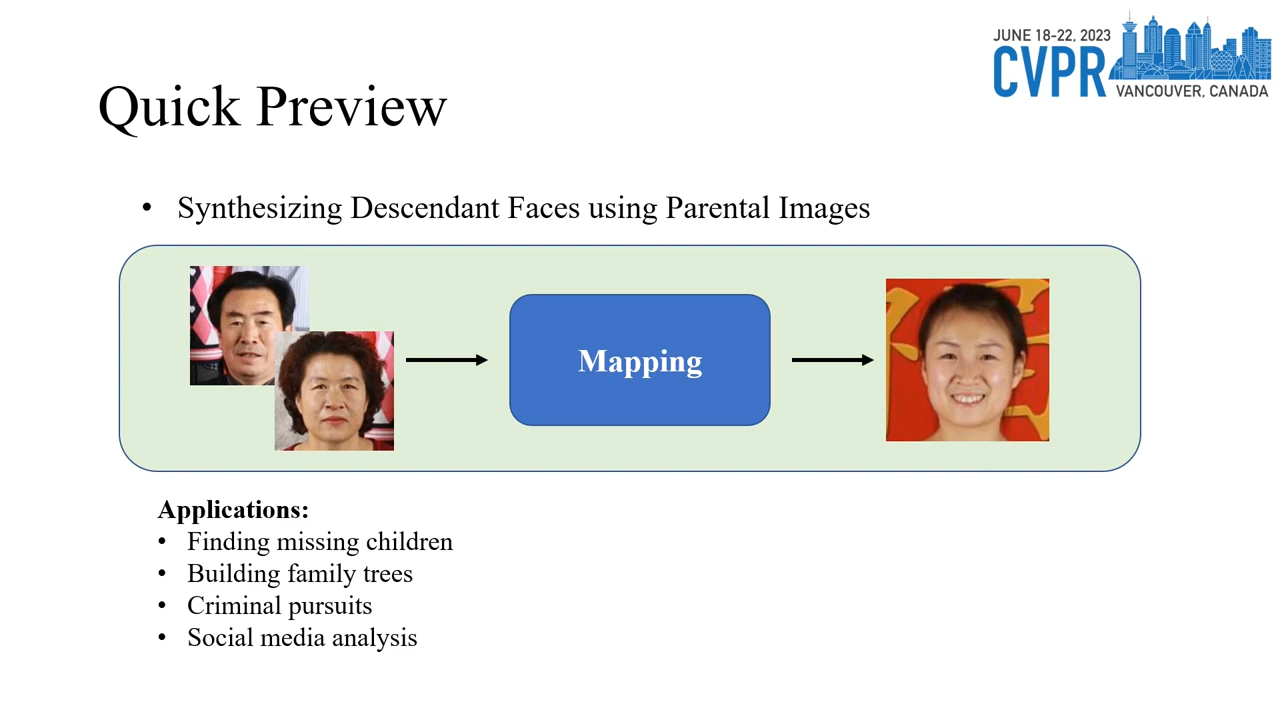 JUNE 18-22, 2023
CVPR
VANCOUVER, CANADA
Quick Preview
• Synthesizing Descendant Faces using Parental Images
Mapping
Applications:
• Finding missing children
• Building family trees
• Criminal pursuits
• Social media analysis